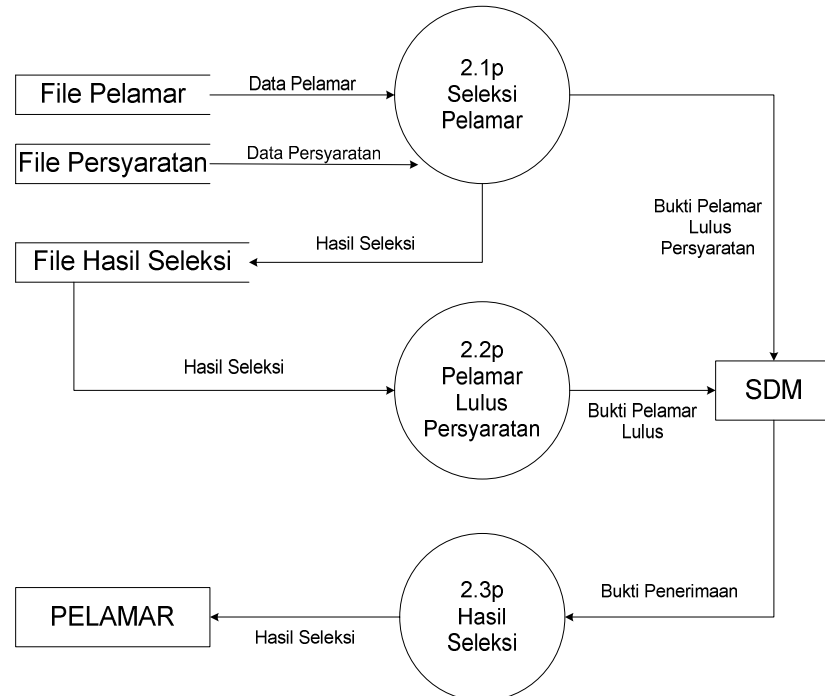 2.1p
Seleksi
Pelamar
File Pelamar
Data Pelamar
File Persyaratan
Data Persyaratan
Bukti Pelamar
Lulus
Persyaratan
File Hasil Seleksi
Hasil Seleksi
Hasil Seleksi
2.2p
Pelamar
Lulus
Persyaratan
Bukti Pelamar
Lulus
SDM
2.3p
Hasil
Seleksi
Bukti Penerimaan
PELAMAR
Hasil Seleksi